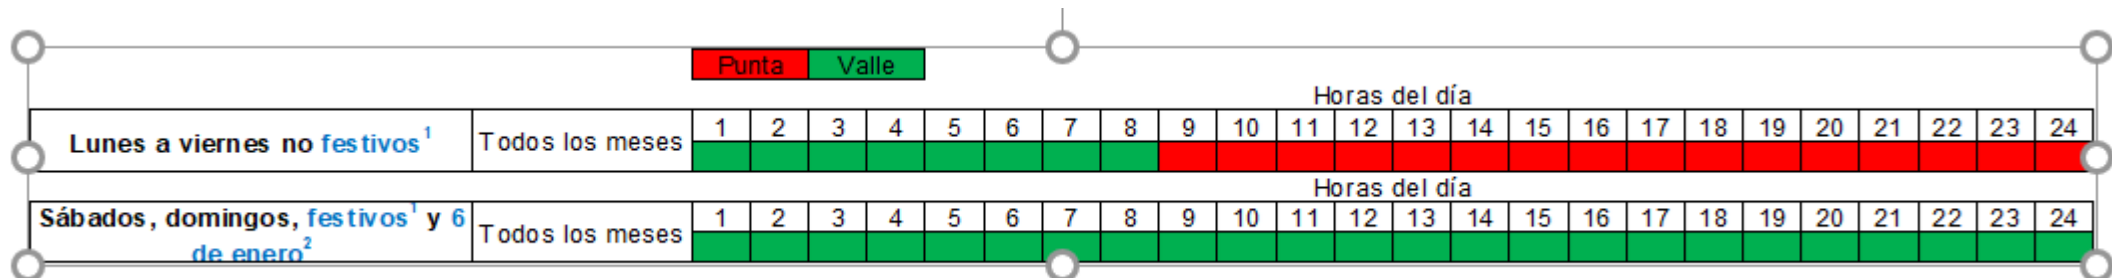 Punta Valle
Horas del día
Lunes a viernes no festivos¹ Todos los meses 1 2 3 4 5 6 7 8 9 10 11 12 13 14 15 16 17 18 19 20 21 22 23 24
Horas del día
Sábados, domingos, festivos¹ y 6 Todos los meses 1 2 3 4 5 6 7 8 9 10 11 12 13 14 15 16 17 18 19 20 21 22 23 24
de enero²